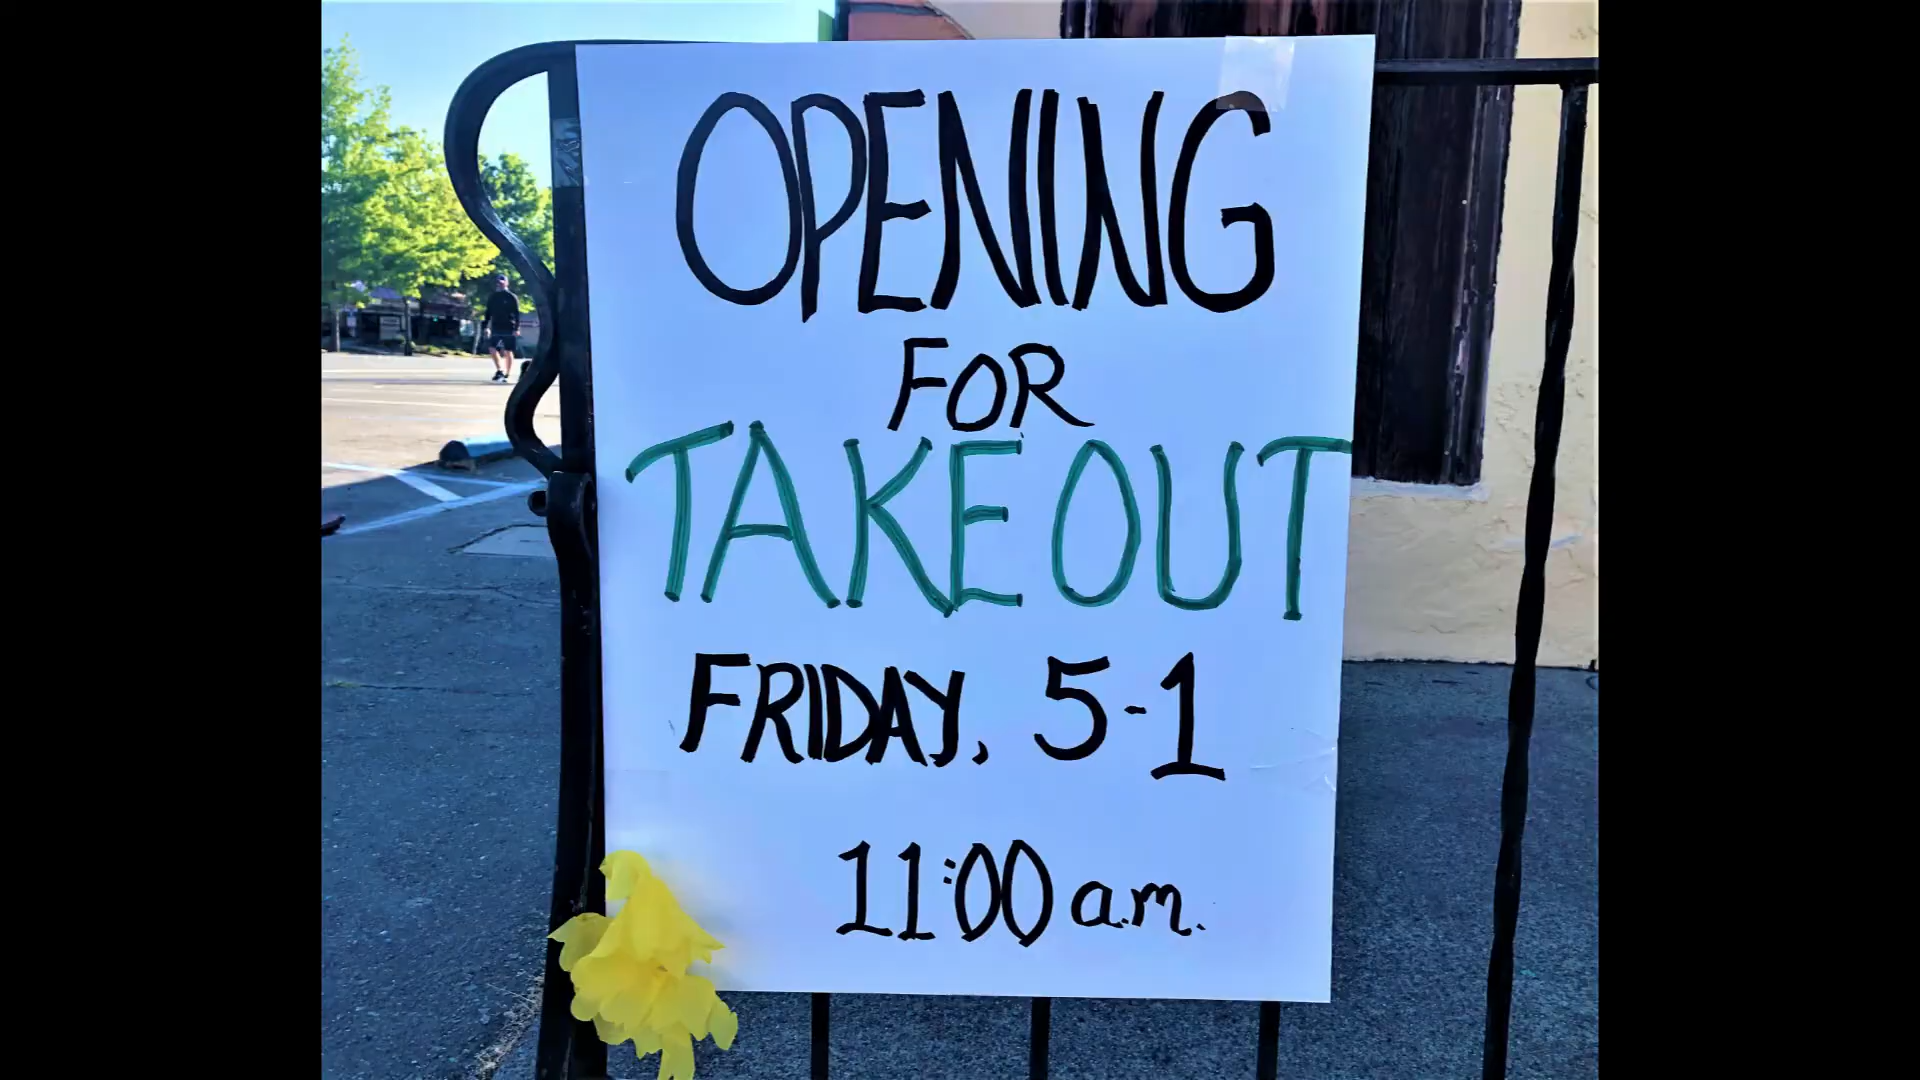 OPENING
FOR
TAKEOUT
FRIDAY, 5-1
11:00 a.m.